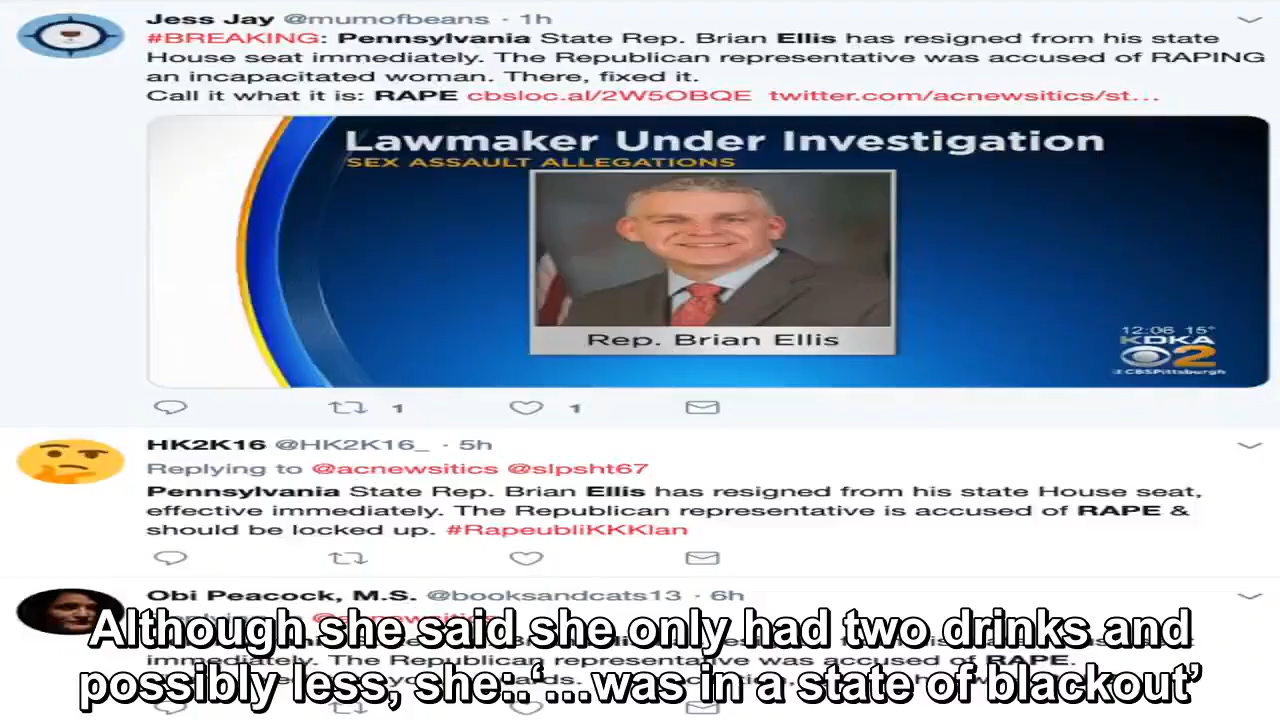 Jess Jay @mumofbeans · 1h
#BREAKING: Pennsylvania State Rep. Brian Ellis has resigned from his state
House seat immediately. The Republican representative was accused of RAPING
an incapacitated woman. There, fixed it.
Call it what it is: RAPE cbsloc.al/2W5OBQE twitter.com/acnewsitics/st…
Lawmaker Under Investigation
SEX ASSAULT ALLEGATIONS
Rep. Brian Ellis
12:06 15°
KDKA
2
@CBSPittsburgh
1 1
HK2K16 @HK2K16_ · 5h
Replying to @acnewsitics @slpsht67
Pennsylvania State Rep. Brian Ellis has resigned from his state House seat,
effective immediately. The Republican representative is accused of RAPE &
should be locked up. #RapeubliKKKlan
Obi Peacock, M.S. @booksandcats13 · 6h
immediately. The Republican representative was accused of RAPE.
Although she said she only had two drinks and
possibly less, she:.‘...was in a state of blackout’